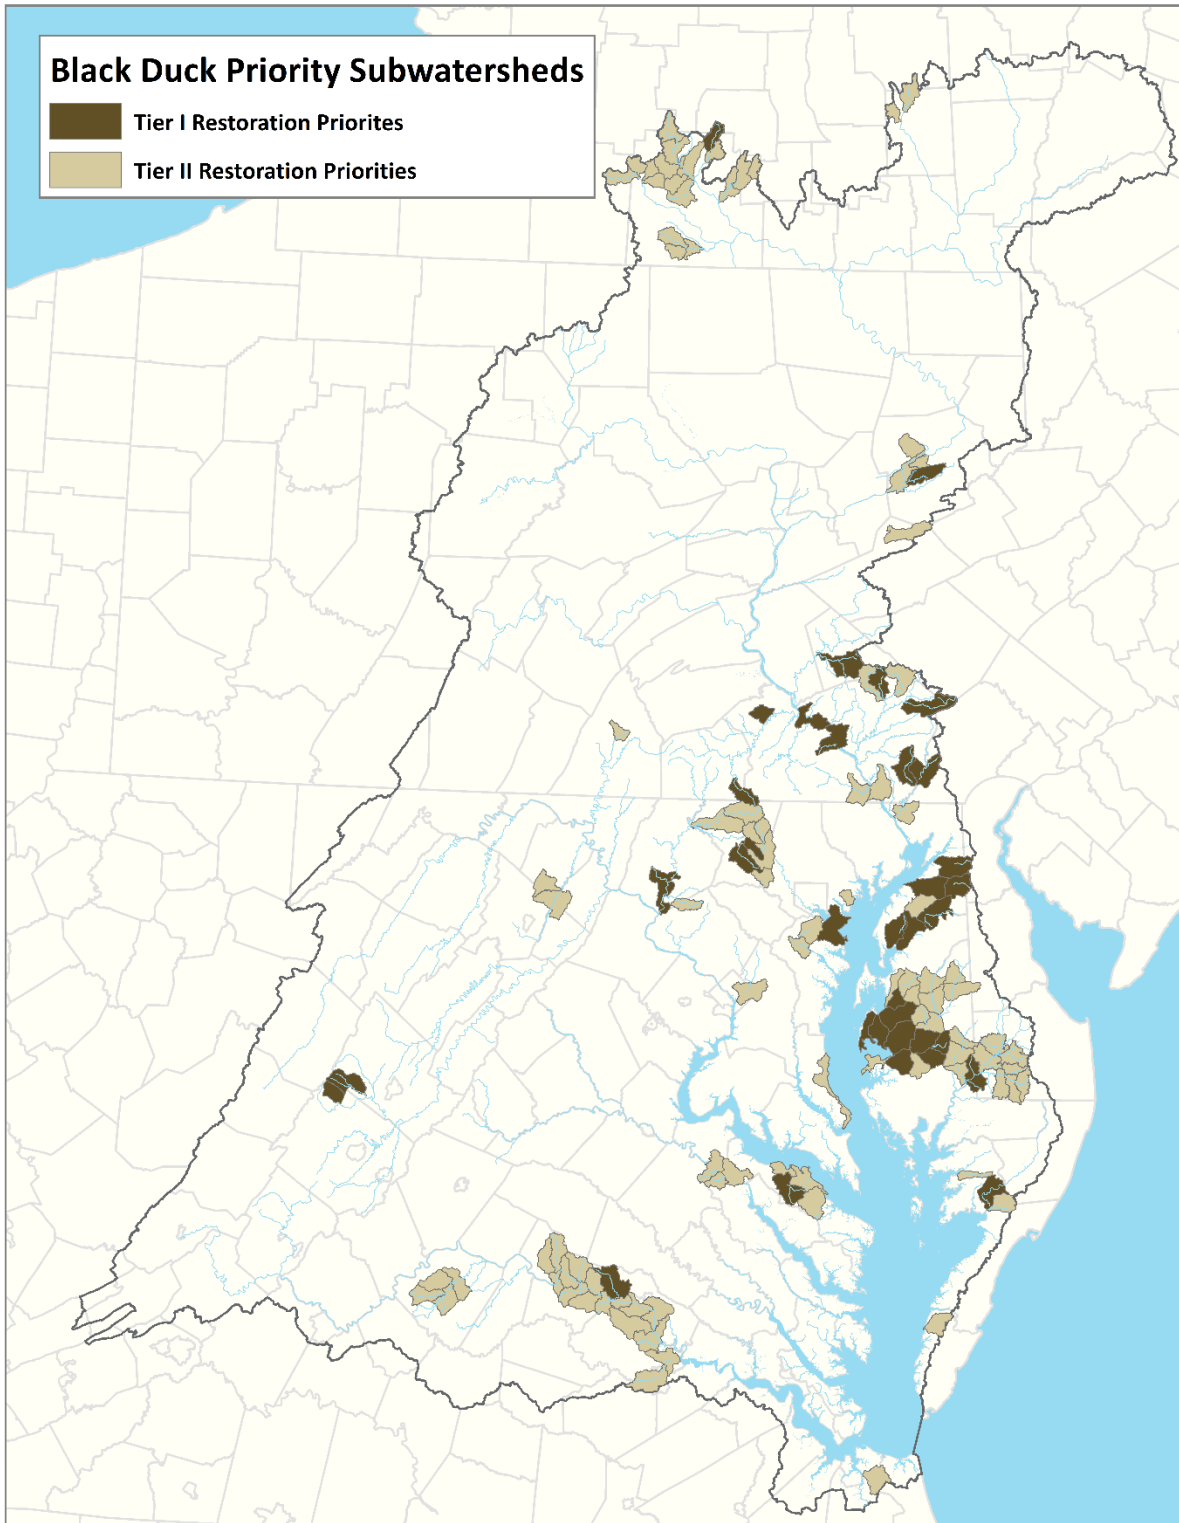 Black Duck Priority Subwatersheds
Tier I Restoration Priorites
Tier II Restoration Priorities